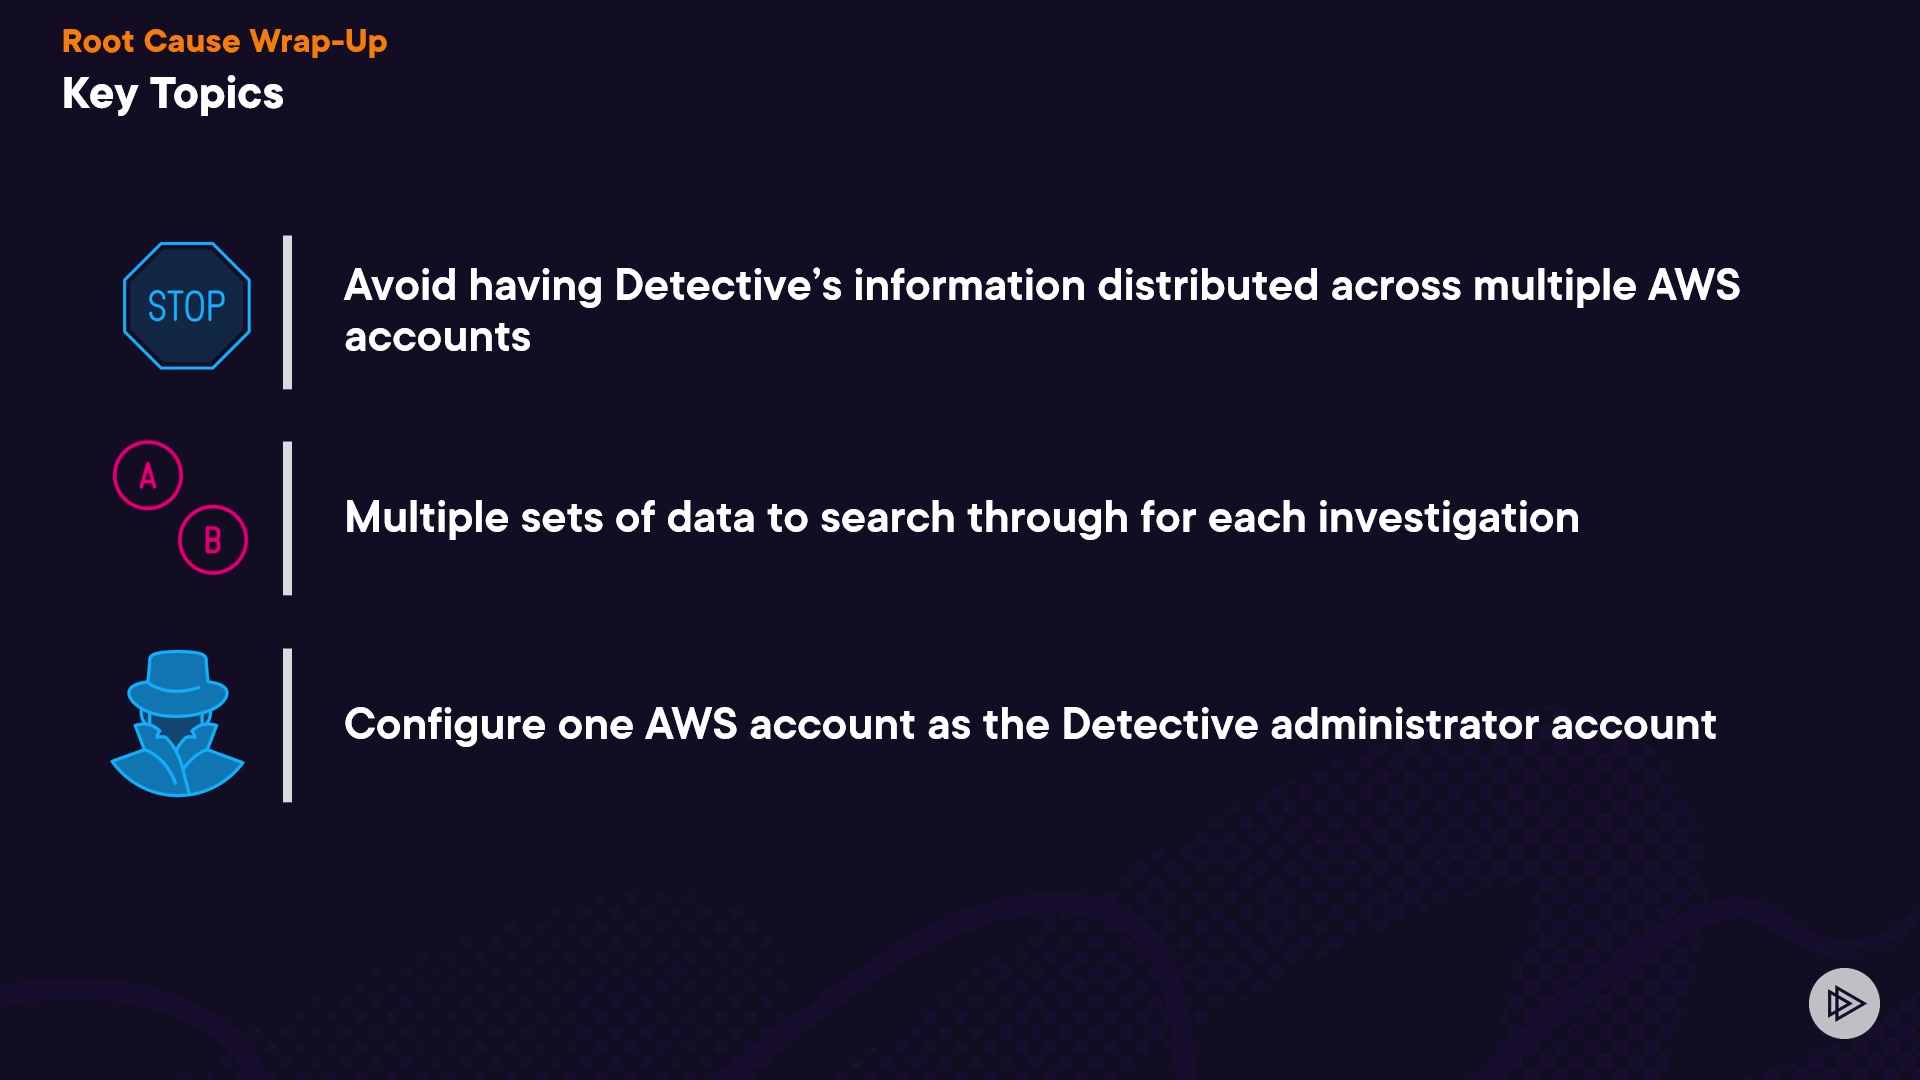 Root Cause Wrap-Up
Key Topics
STOP
Avoid having Detective’s information distributed across multiple AWS
accounts
A
B
Multiple sets of data to search through for each investigation
Configure one AWS account as the Detective administrator account